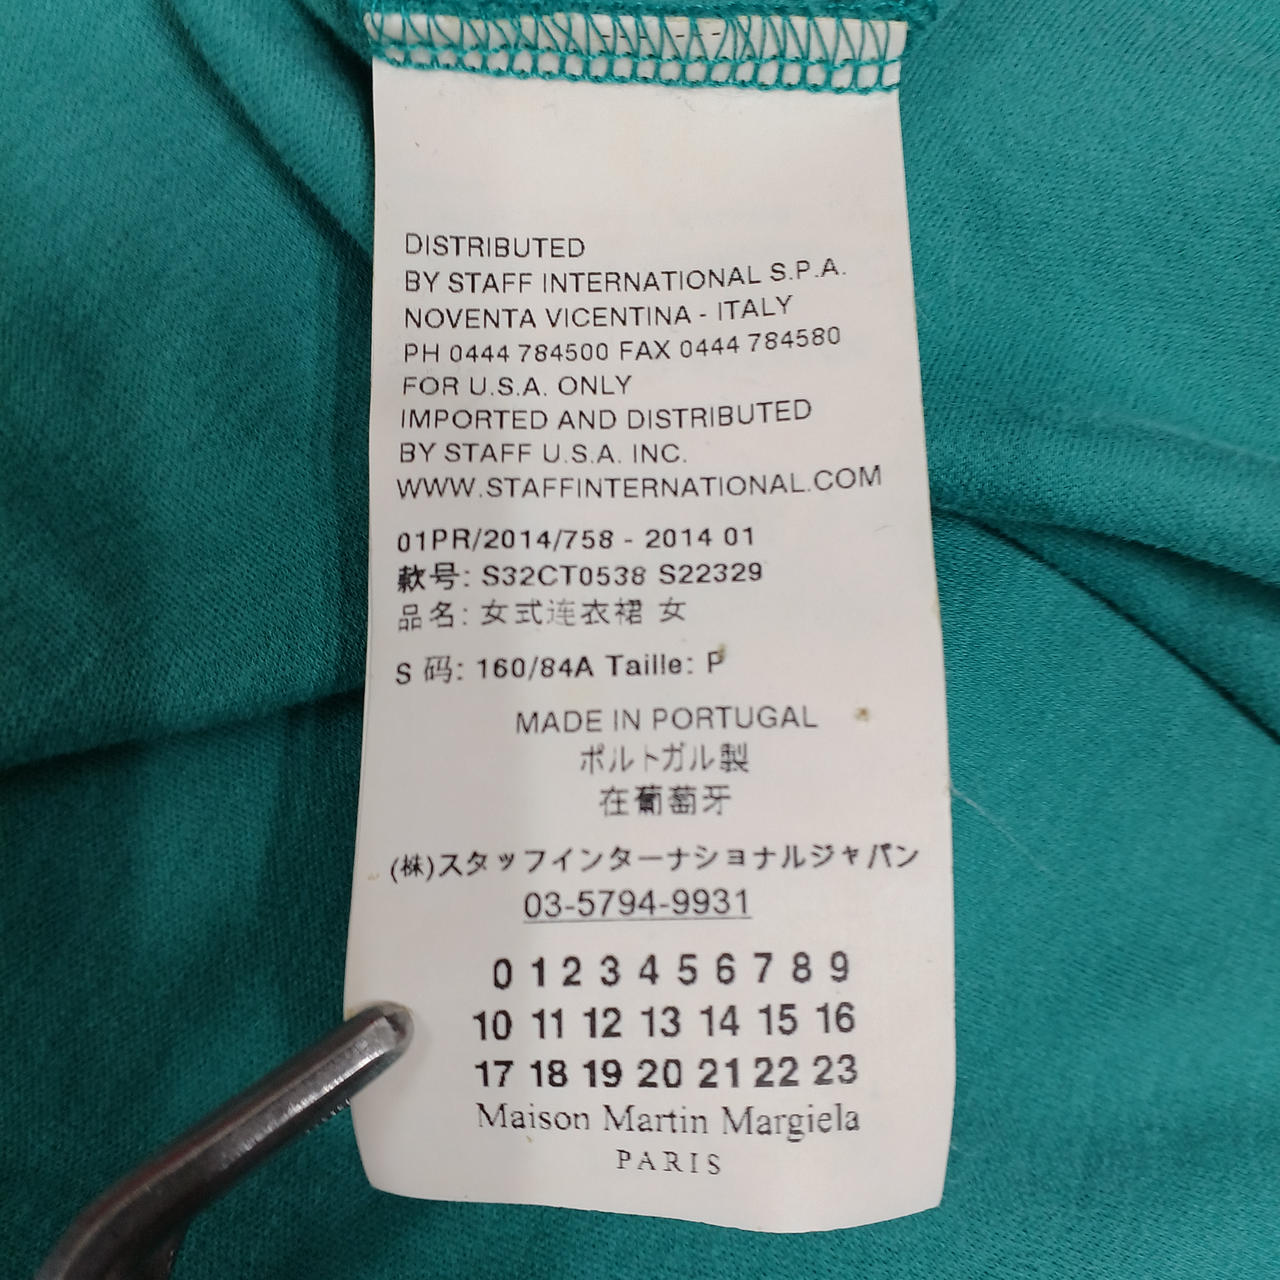 DISTRIBUTED
BY STAFF INTERNATIONAL S.P.A.
NOVENTA VICENTINA - ITALY
PH 0444 784500 FAX 0444 784580
FOR U.S.A. ONLY
IMPORTED AND DISTRIBUTED
BY STAFF U.S.A. INC.
WWW.STAFFINTERNATIONAL.COM
01PR/2014/758 - 2014 01
款号: S32CT0538 S22329
品名: 女式连衣裙 女
S 码: 160/84A Taille: P
MADE IN PORTUGAL
ポルトガル製
在葡萄牙
(株)スタッフインターナショナルジャパン
03-5794-9931
0 1 2 3 4 5 6 7 8 9
10 11 12 13 14 15 16
17 18 19 20 21 22 23
Maison Martin Margiela
PARIS